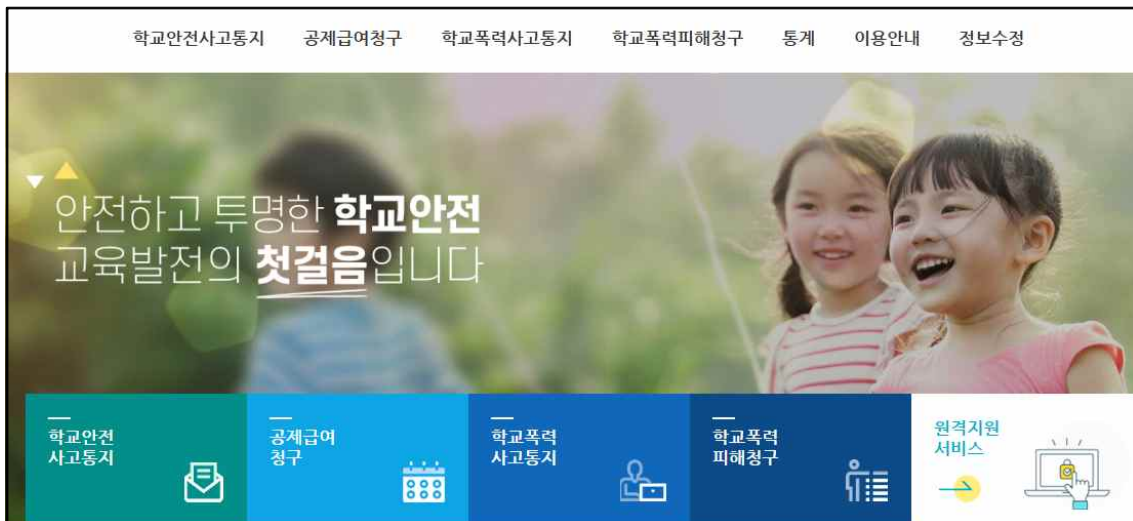 학교안전사고통지 공제급여청구 학교폭력사고통지 학교폭력피해청구 통계 이용안내 정보수정
안전하고 투명한 학교안전
교육발전의 첫걸음입니다
학교안전
사고통지
공제급여
청구
학교폭력
사고통지
학교폭력
피해청구
원격지원
서비스